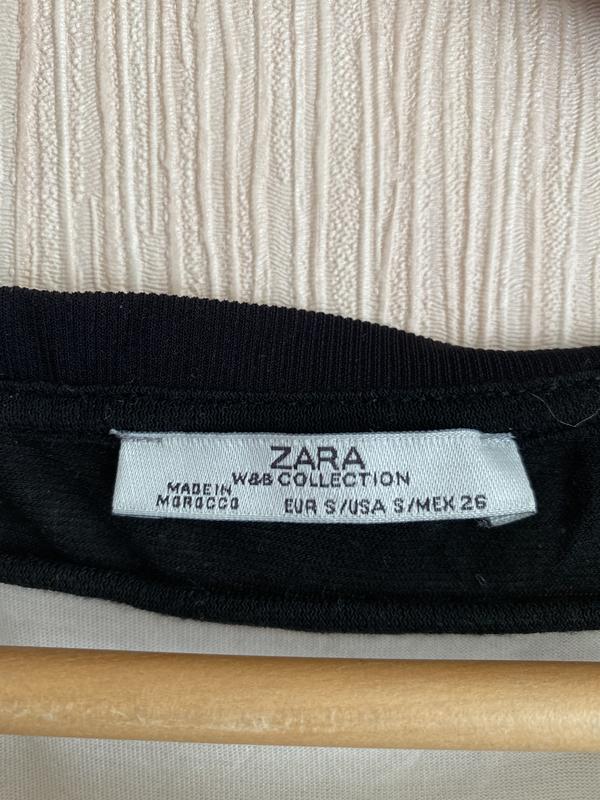 ZARA
W&B COLLECTION
MADE IN
MOROCCO
EUR S/USA S/MEX 26